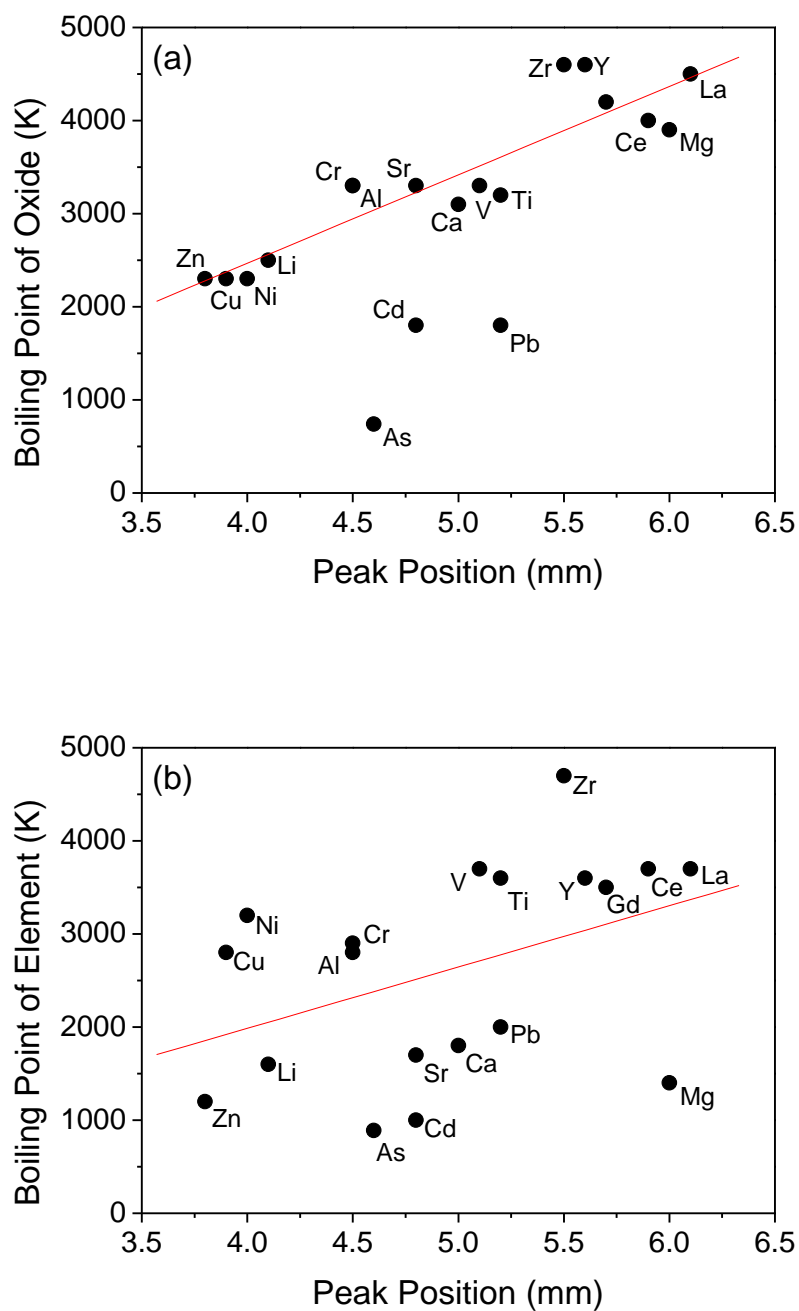 5000
(a)
Zr
Y
La
4000
Ce
Mg
Cr
Sr
Al
3000
Ca
V
Ti
Zn
Li
Cu
Ni
2000
Cd
Pb
1000
As
0
3.5 4.0 4.5 5.0 5.5 6.0 6.5
Boiling Point of Oxide (K)
Peak Position (mm)
5000
(b)
Zr
4000
V
Ti
Y
Gd
Ce
La
Ni
Cr
3000
Cu
Al
2000
Pb
Li
Sr
Ca
Mg
Zn
1000
As
Cd
0
3.5 4.0 4.5 5.0 5.5 6.0 6.5
Boiling Point of Element (K)
Peak Position (mm)